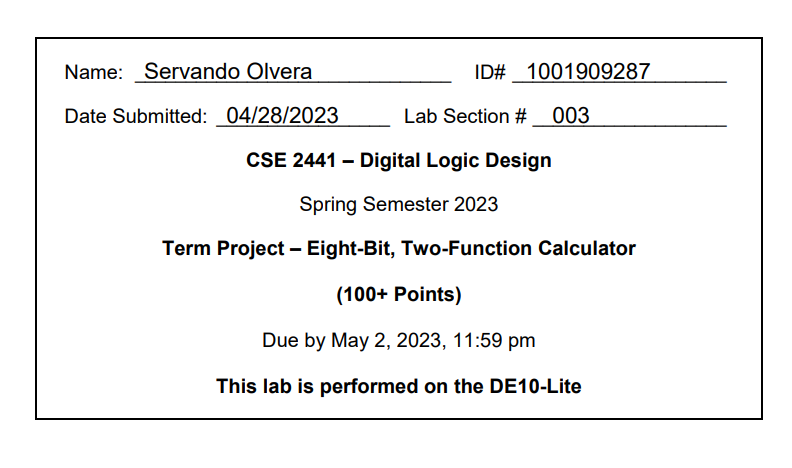 Name: Servando Olvera ID# 1001909287
Date Submitted: 04/28/2023 Lab Section # 003
CSE 2441 – Digital Logic Design
Spring Semester 2023
Term Project – Eight-Bit, Two-Function Calculator
(100+ Points)
Due by May 2, 2023, 11:59 pm
This lab is performed on the DE10-Lite